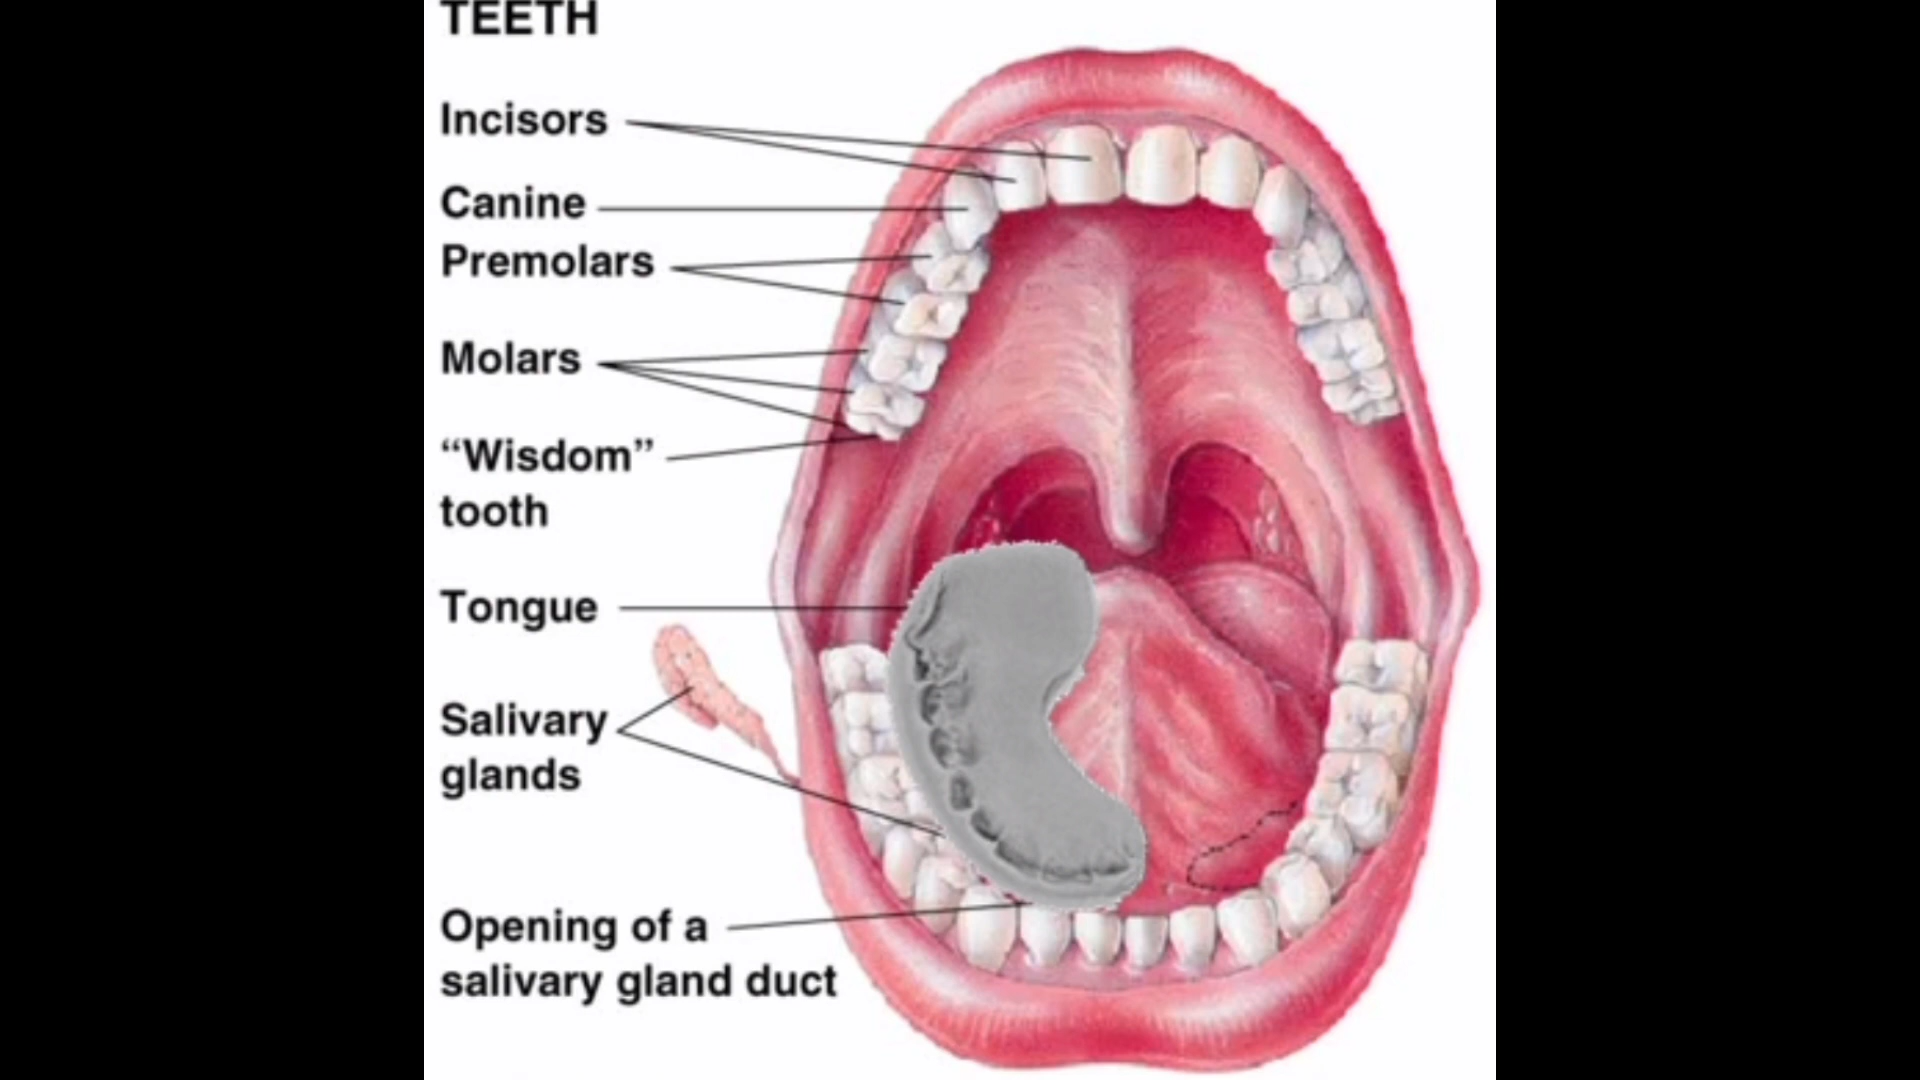 TEETH
Incisors
Canine
Premolars
Molars
“Wisdom”
tooth
Tongue
Salivary
glands
Opening of a
salivary gland duct